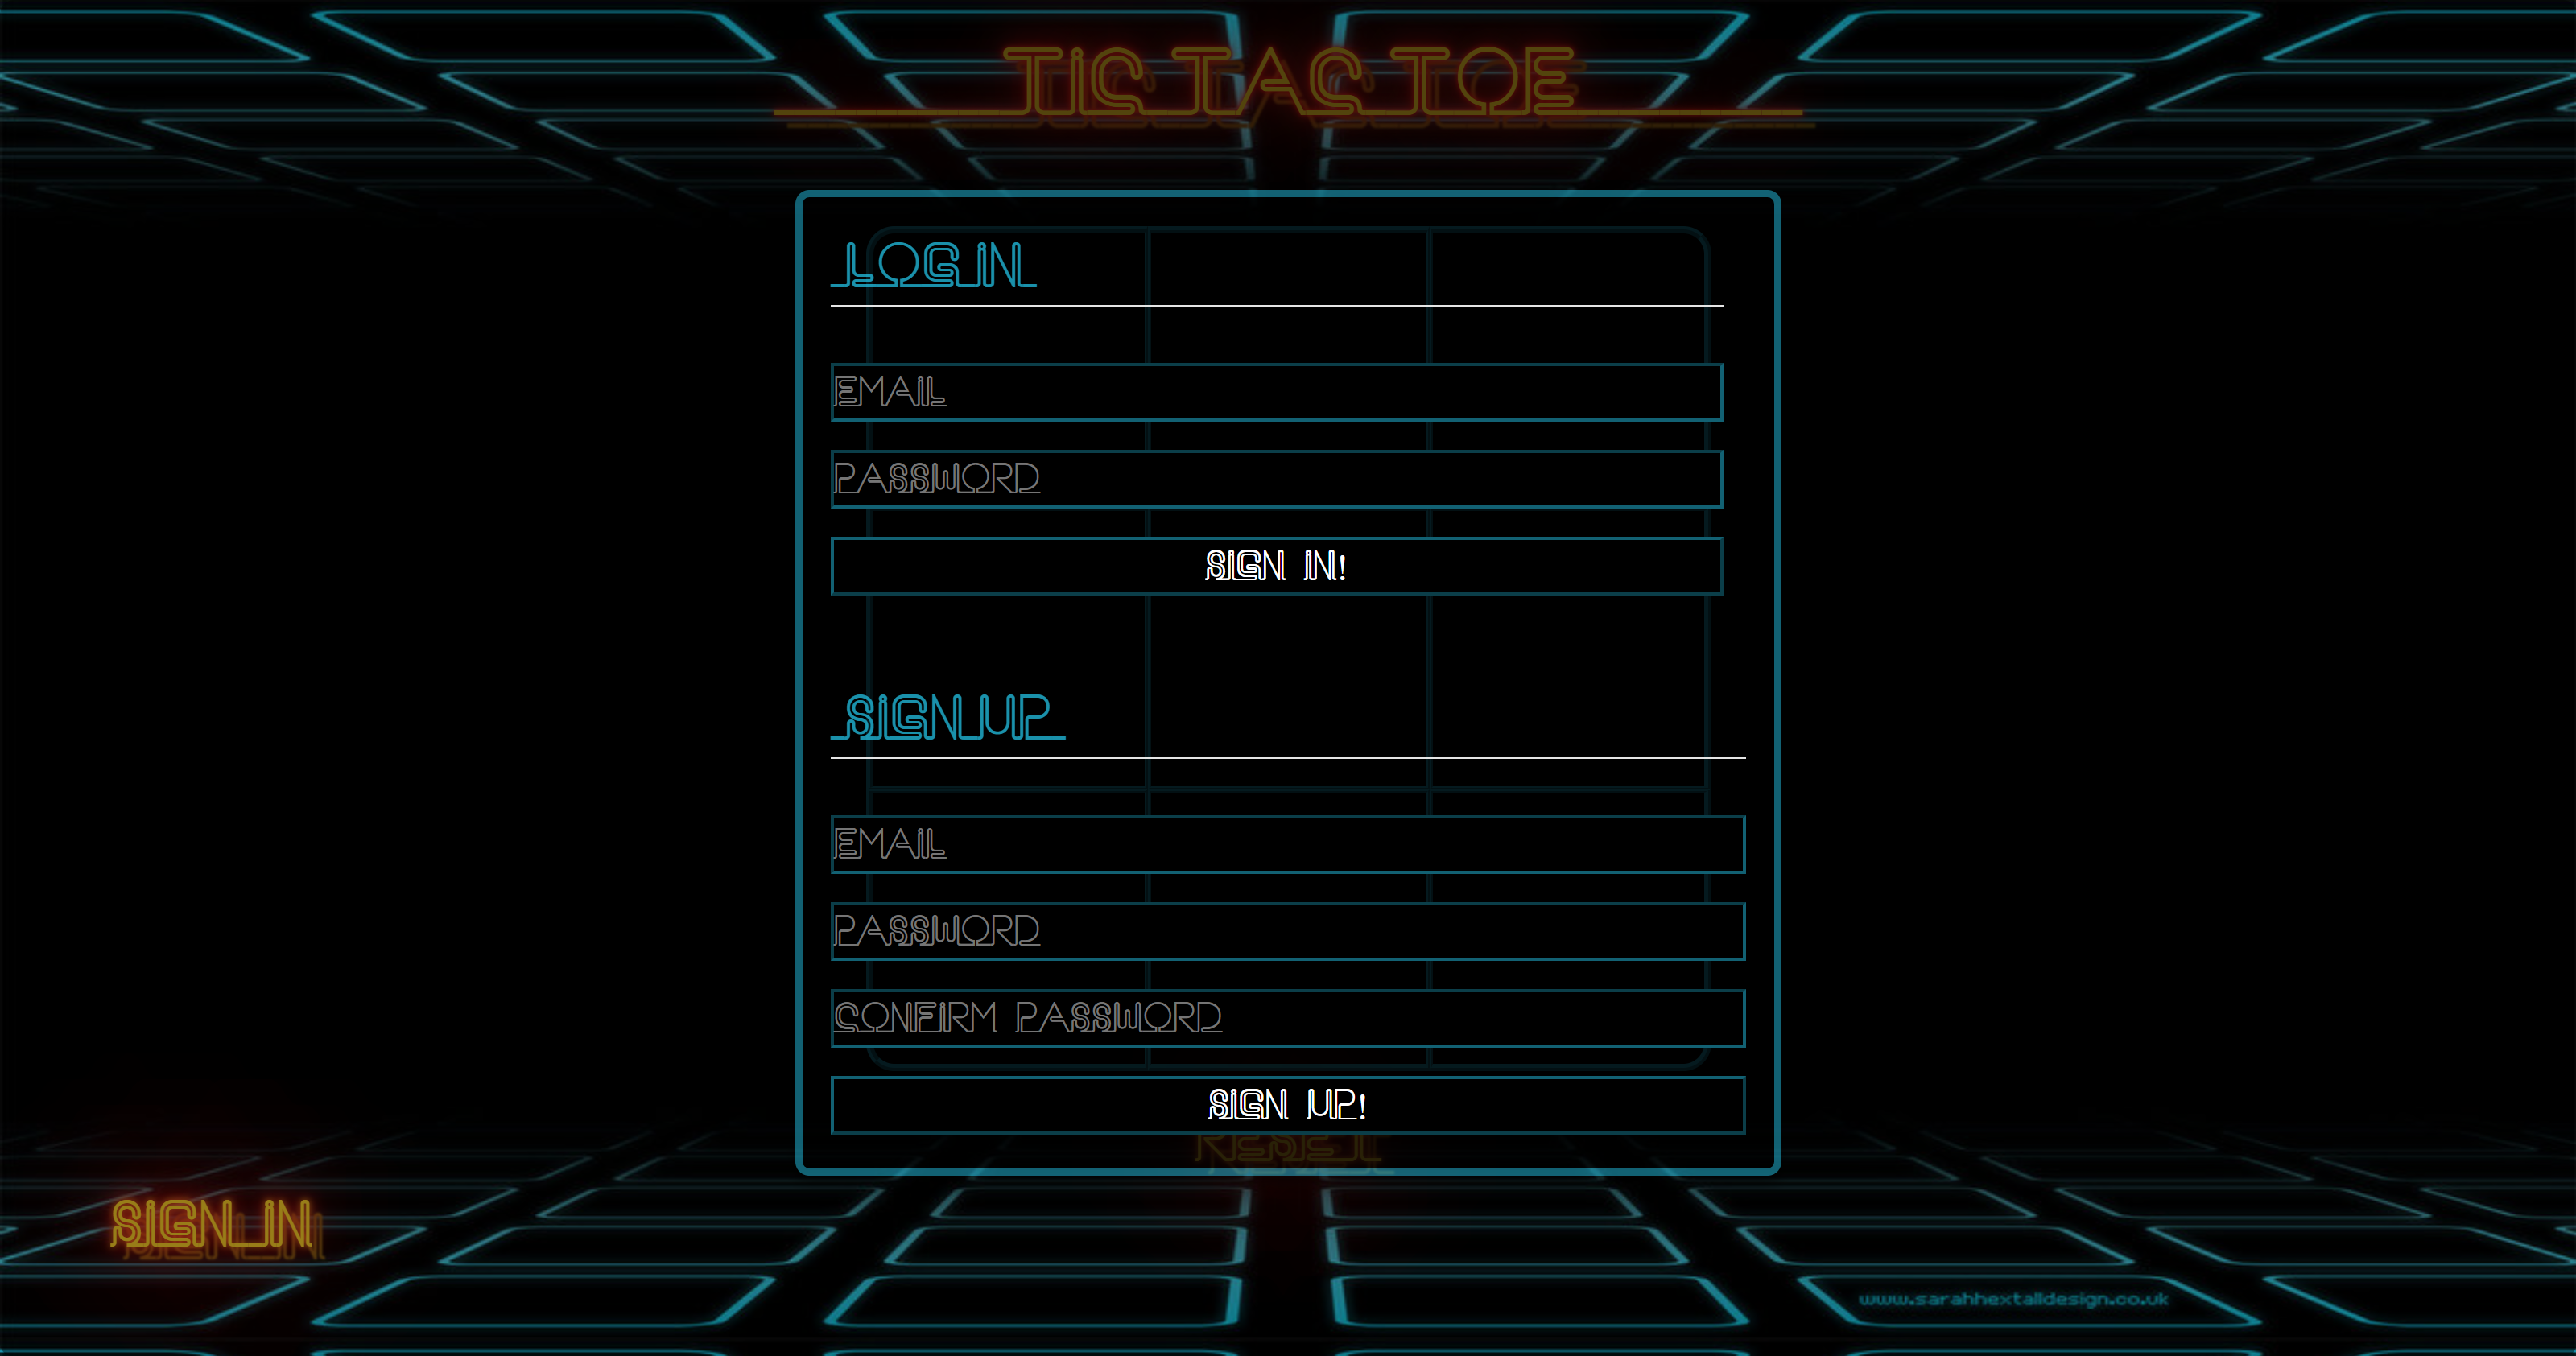 TIC TAC TOE
LOG IN
EMAIL
PASSWORD
SIGN IN!
SIGN UP
EMAIL
PASSWORD
CONFIRM PASSWORD
SIGN UP!
RESET
SIGN IN
www.sarahhextalldesign.co.uk